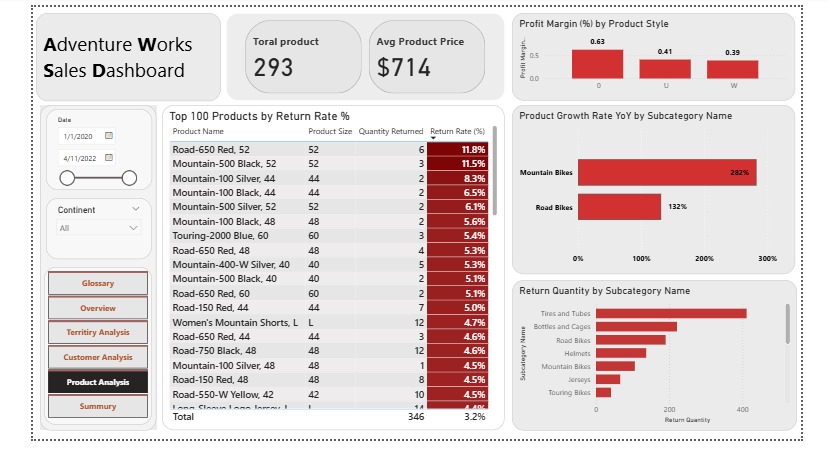 Adventure Works
Sales Dashboard
Total product
293
Avg Product Price
$714
Profit Margin (%) by Product Style
Profit Margin...
0.5
0.0
0.63
0.41
0.39
0
U
W
Date
1/1/2020
4/11/2022
Continent
All
Glossary
Overview
Territiry Analysis
Customer Analysis
Product Analysis
Summury
Top 100 Products by Return Rate %
Product Name Product Size Quantity Returned Return Rate (%)
Road-650 Red, 52 52 6 11.8%
Mountain-500 Black, 52 52 3 11.5%
Mountain-100 Silver, 44 44 2 8.3%
Mountain-100 Black, 44 44 2 6.5%
Mountain-500 Silver, 52 52 2 6.1%
Mountain-100 Black, 48 48 2 5.6%
Touring-2000 Blue, 60 60 3 5.4%
Road-650 Red, 48 48 4 5.3%
Mountain-400-W Silver, 40 40 5 5.3%
Mountain-500 Black, 40 40 2 5.1%
Road-650 Red, 60 60 2 5.1%
Road-150 Red, 44 44 7 5.0%
Women's Mountain Shorts, L L 12 4.7%
Road-650 Red, 44 44 3 4.6%
Road-750 Black, 48 48 12 4.6%
Mountain-100 Silver, 48 48 1 4.5%
Road-150 Red, 48 48 8 4.5%
Road-550-W Yellow, 42 42 10 4.5%
Long-Sleeve Logo Jersey, L L 14 4.4%
Total 346 3.2%
Product Growth Rate YoY by Subcategory Name
Mountain Bikes 282%
Road Bikes 132%
0% 100% 200% 300%
Return Quantity by Subcategory Name
Subcategory Name
Tires and Tubes
Bottles and Cages
Road Bikes
Helmets
Mountain Bikes
Jerseys
Touring Bikes
0 200 400
Return Quantity